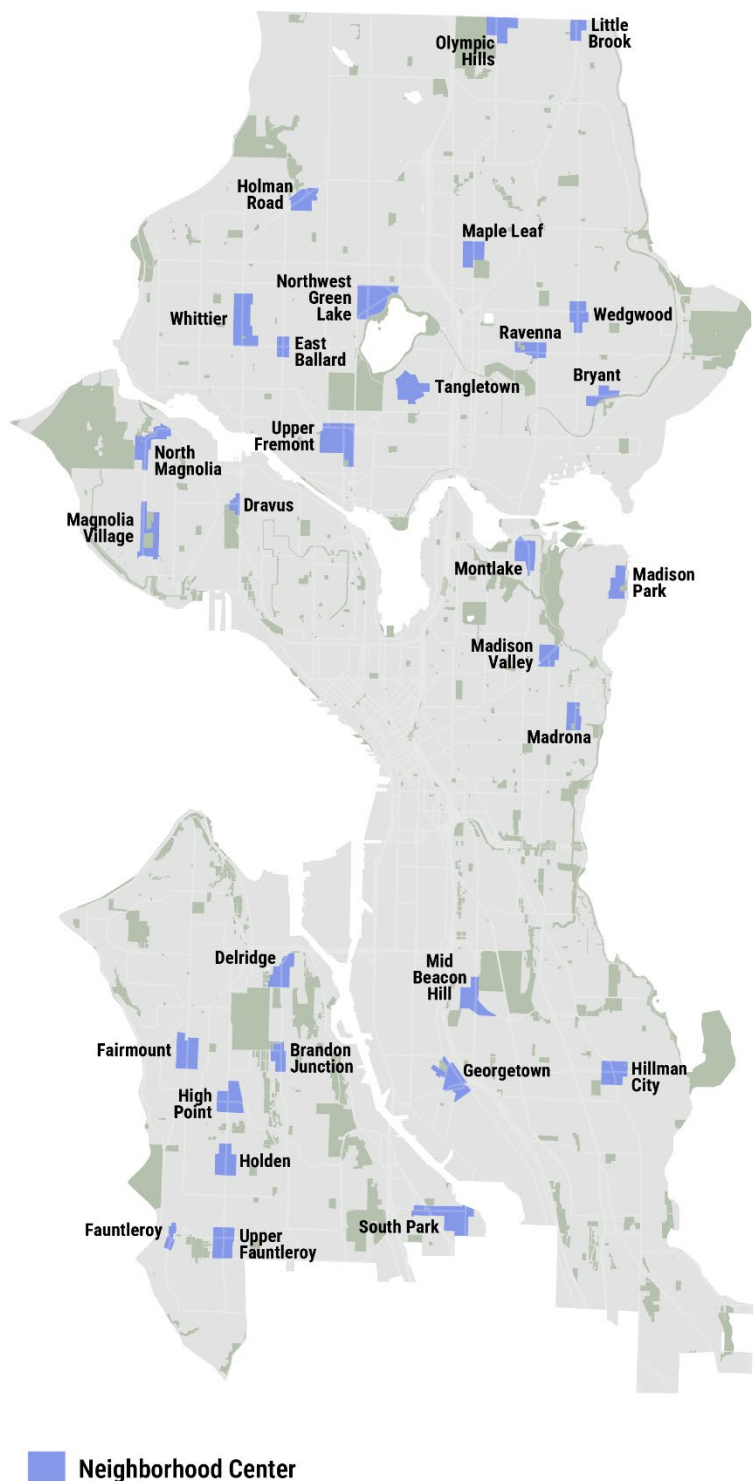 Olympic
Hills
Little
Brook
Holman
Road
Maple Leaf
Northwest
Green
Lake
Whittier
East
Ballard
Wedgwood
Ravenna
Tangletown
Bryant
Upper
Fremont
North
Magnolia
Magnolia
Village
Dravus
Montlake
Madison
Park
Madison
Valley
Madrona
Delridge
Mid
Beacon
Hill
Fairmount
Brandon
Junction
Georgetown
Hillman
City
High
Point
Holden
Fauntleroy
Upper
Fauntleroy
South Park
Neighborhood Center